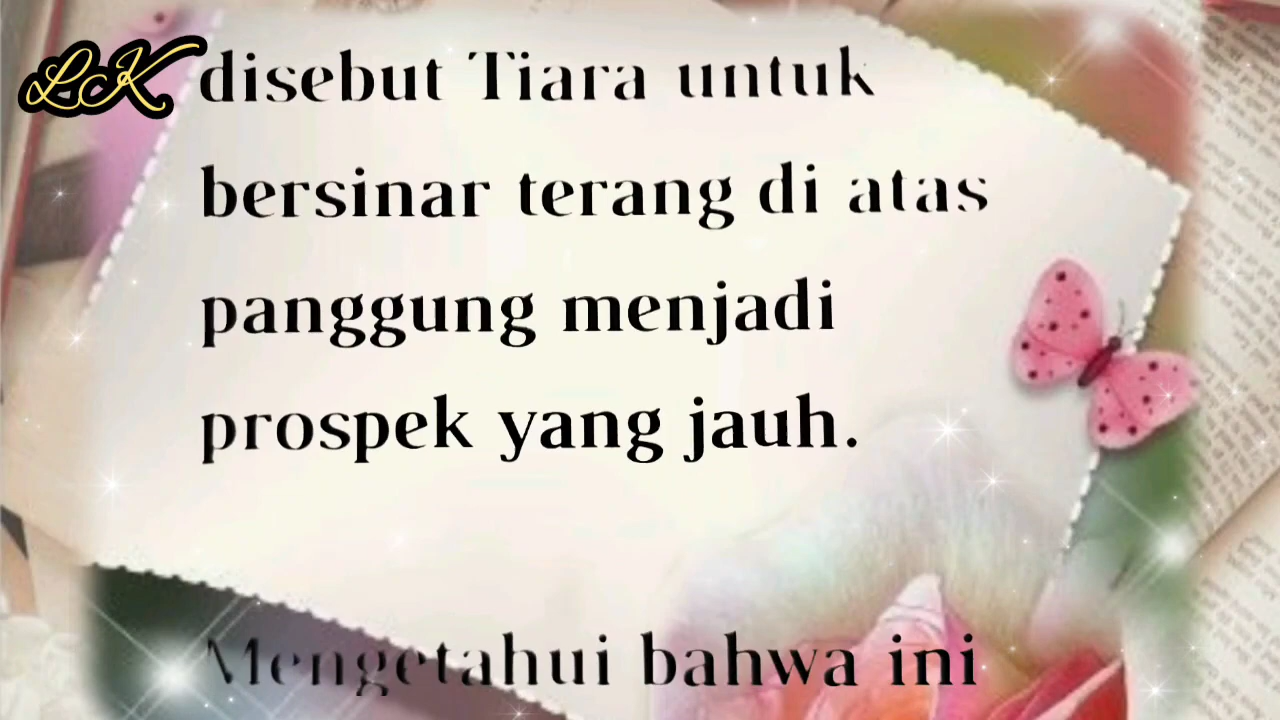 LK
disebut Tiara untuk
bersinar terang di atas
panggung menjadi
prospek yang jauh.
Mengetahui bahwa ini